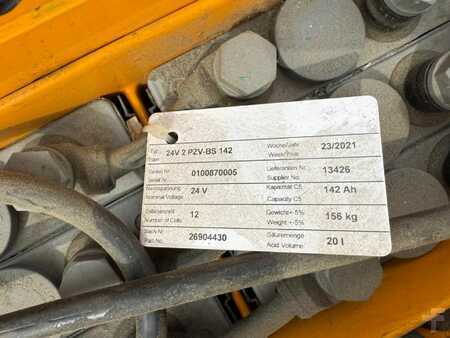 Typ: 24V 2 PZV-BS 142 Woche/Jahr 23/2021
Type: Week/Year
Serien Nr. 0100870005 Lieferanten Nr. 13426
Serial Nr. Supplier No.
Nennspannung 24 V Kapazität C5 142 Ah
Nominal Voltage Capacity C5
Zellenanzahl 12 Gewicht+-5% 156 kg
Number of Cells Weight +-5%
Sach Nr. 26904430 Säuremenge 20 l
Part No. Acid Volume